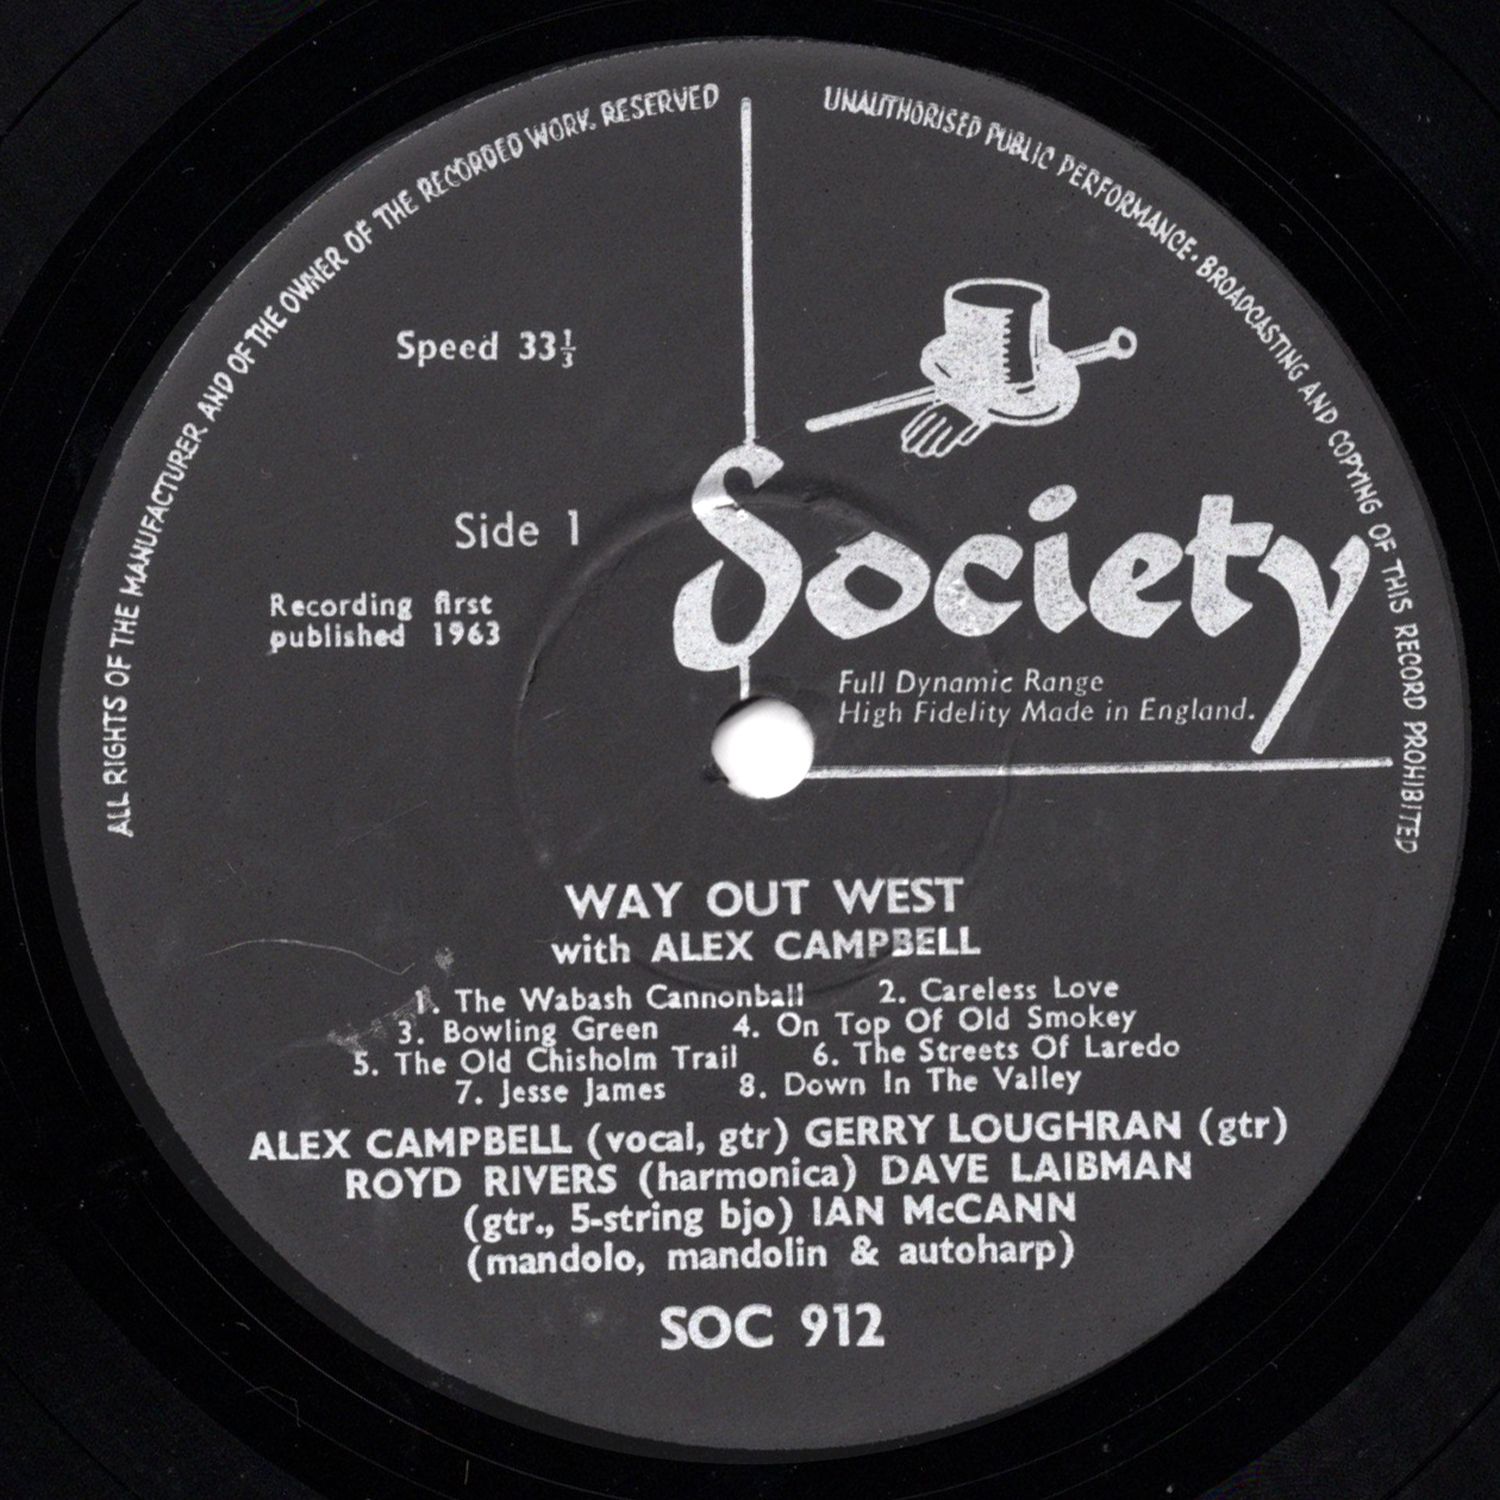 ALL RIGHTS OF THE MANUFACTURER AND OF THE OWNER OF THE RECORDED WORK RESERVED
UNAUTHORISED PUBLIC PERFORMANCE. BROADCASTING AND COPYING OF THIS RECORD PROHIBITED
Speed 33⅓
Side 1
Recording first
published 1963
Society
Full Dynamic Range
High Fidelity Made in England.
WAY OUT WEST
with ALEX CAMPBELL
1. The Wabash Cannonball 2. Careless Love
3. Bowling Green 4. On Top Of Old Smokey
5. The Old Chisholm Trail 6. The Streets Of Laredo
7. Jesse James 8. Down In The Valley
ALEX CAMPBELL (vocal, gtr) GERRY LOUGHRAN (gtr)
ROYD RIVERS (harmonica) DAVE LAIBMAN
(gtr., 5-string bjo) IAN McCANN
(mandolo, mandolin & autoharp)
SOC 912